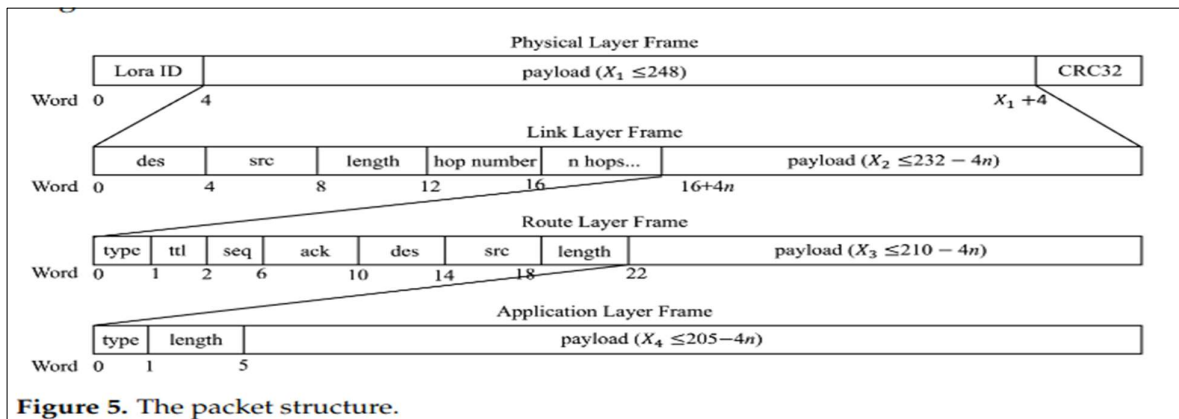 Physical Layer Frame
Lora ID payload (X₁ ≤248) CRC32
Word 0 4 X₁ +4
Link Layer Frame
des src length hop number n hops... payload (X₂ ≤232 − 4n)
Word 0 4 8 12 16 16+4n
Route Layer Frame
type ttl seq ack des src length payload (X₃ ≤210 − 4n)
Word 0 1 2 6 10 14 18 22
Application Layer Frame
type length payload (X₄ ≤205−4n)
Word 0 1 5
Figure 5. The packet structure.